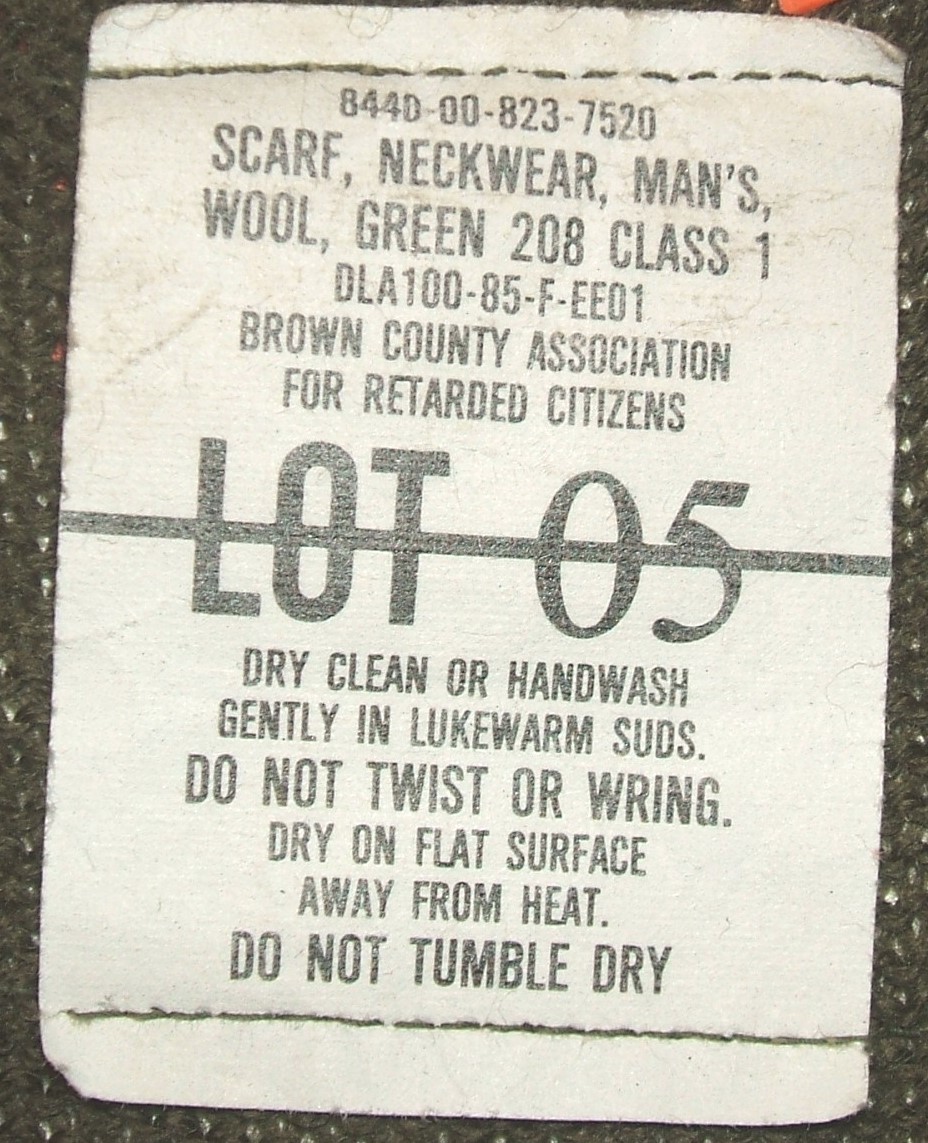 8440-00-823-7520
SCARF, NECKWEAR, MAN'S,
WOOL, GREEN 208 CLASS 1
DLA100-85-F-EE01
BROWN COUNTY ASSOCIATION
FOR RETARDED CITIZENS
LOT 05
DRY CLEAN OR HANDWASH
GENTLY IN LUKEWARM SUDS.
DO NOT TWIST OR WRING.
DRY ON FLAT SURFACE
AWAY FROM HEAT.
DO NOT TUMBLE DRY